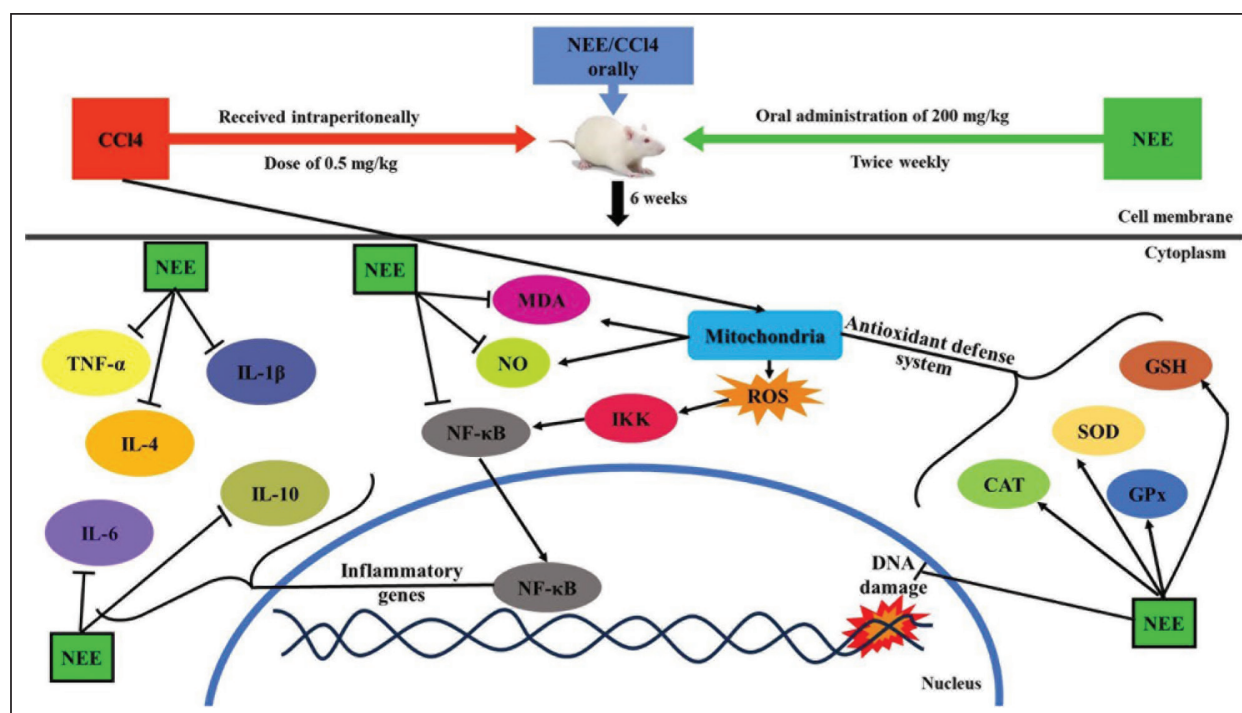 NEE/CCl4
orally
CCl4
Received intraperitoneally
Dose of 0.5 mg/kg
Oral administration of 200 mg/kg
Twice weekly
NEE
6 weeks
Cell membrane
Cytoplasm
NEE
NEE
MDA
Mitochondria
Antioxidant defense
system
TNF-α
IL-1β
NO
ROS
GSH
IL-4
NF-κB
IKK
SOD
CAT
GPx
IL-10
IL-6
Inflammatory
genes
NF-κB
DNA
damage
NEE
NEE
Nucleus